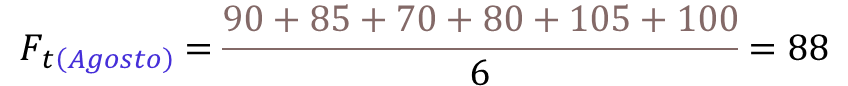 F_t(Agosto) = (90 + 85 + 70 + 80 + 105 + 100) / 6 = 88